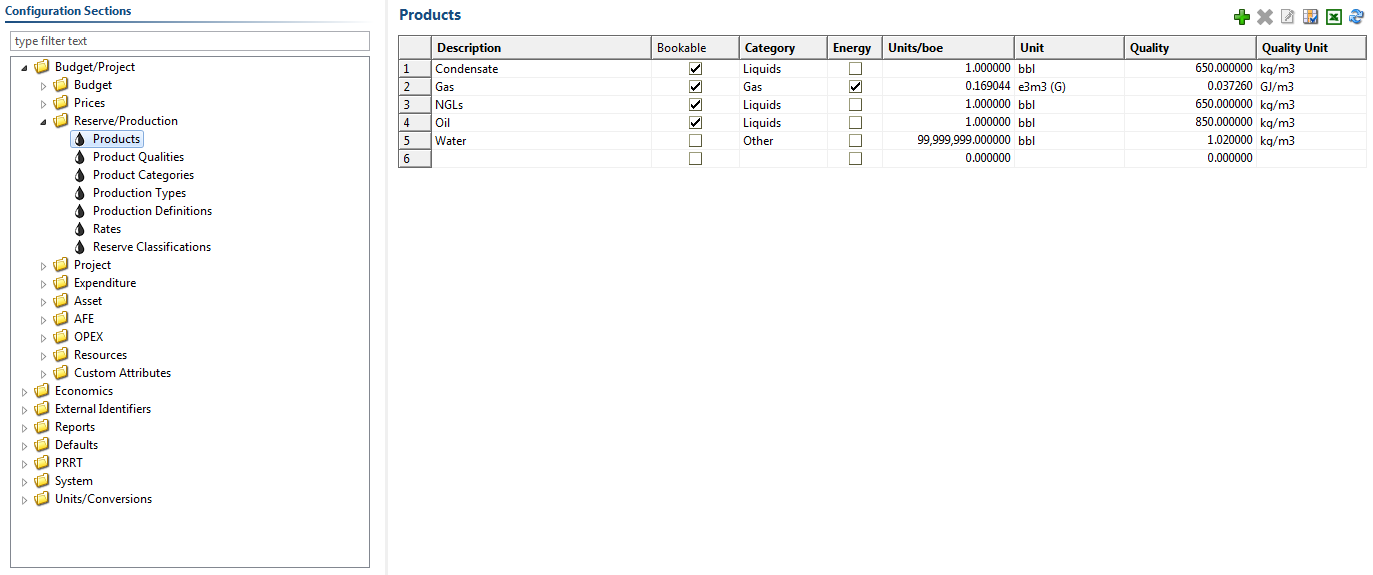 Configuration Sections
type filter text
Budget/Project
Budget
Prices
Reserve/Production
Products
Product Qualities
Product Categories
Production Types
Production Definitions
Rates
Reserve Classifications
Project
Expenditure
Asset
AFE
OPEX
Resources
Custom Attributes
Economics
External Identifiers
Reports
Defaults
PRRT
System
Units/Conversions
Products
Description Bookable Category Energy Units/boe Unit Quality Quality Unit
1 Condensate Liquids 1.000000 bbl 650.000000 kg/m3
2 Gas Gas 0.169044 e3m3 (G) 0.037260 GJ/m3
3 NGLs Liquids 1.000000 bbl 650.000000 kg/m3
4 Oil Liquids 1.000000 bbl 850.000000 kg/m3
5 Water Other 99,999,999.000000 bbl 1.020000 kg/m3
6 0.000000 0.000000